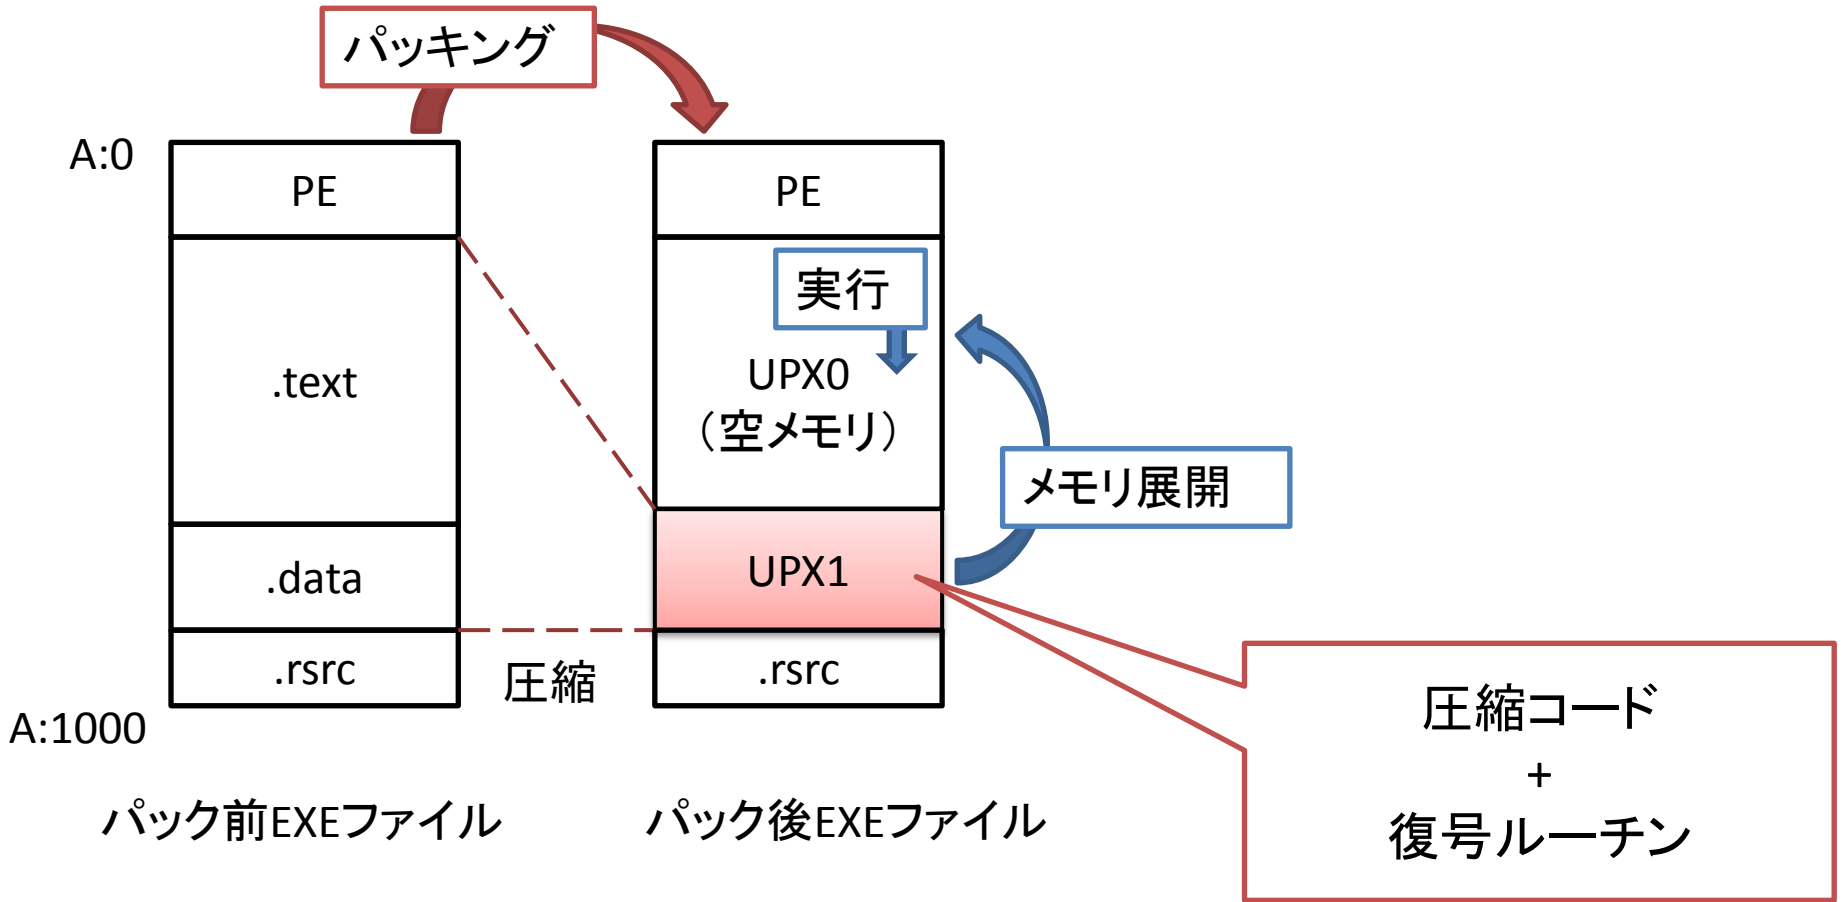 パッキング
A:0
PE
.text
.data
.rsrc
A:1000
パック前EXEファイル
圧縮
PE
実行
UPX0
（空メモリ）
UPX1
.rsrc
パック後EXEファイル
メモリ展開
圧縮コード
+
復号ルーチン